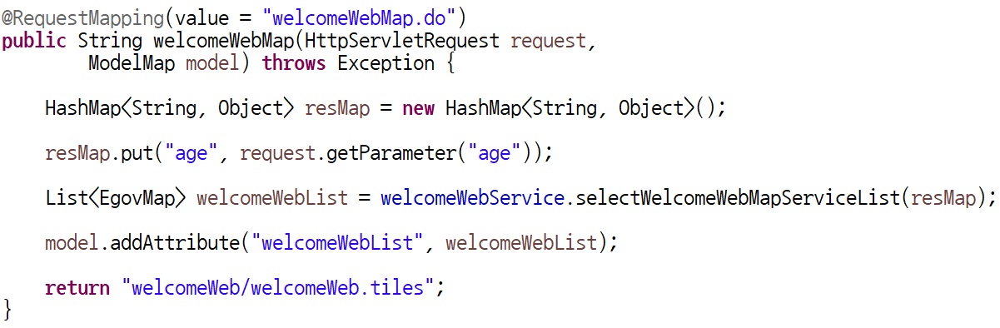 @RequestMapping(value = "welcomeWebMap.do")
public String welcomeWebMap(HttpServletRequest request,
        ModelMap model) throws Exception {
    HashMap<String, Object> resMap = new HashMap<String, Object>();
    resMap.put("age", request.getParameter("age"));
    List<EgovMap> welcomeWebList = welcomeWebService.selectWelcomeWebMapServiceList(resMap);
    model.addAttribute("welcomeWebList", welcomeWebList);
    return "welcomeWeb/welcomeWeb.tiles";
}